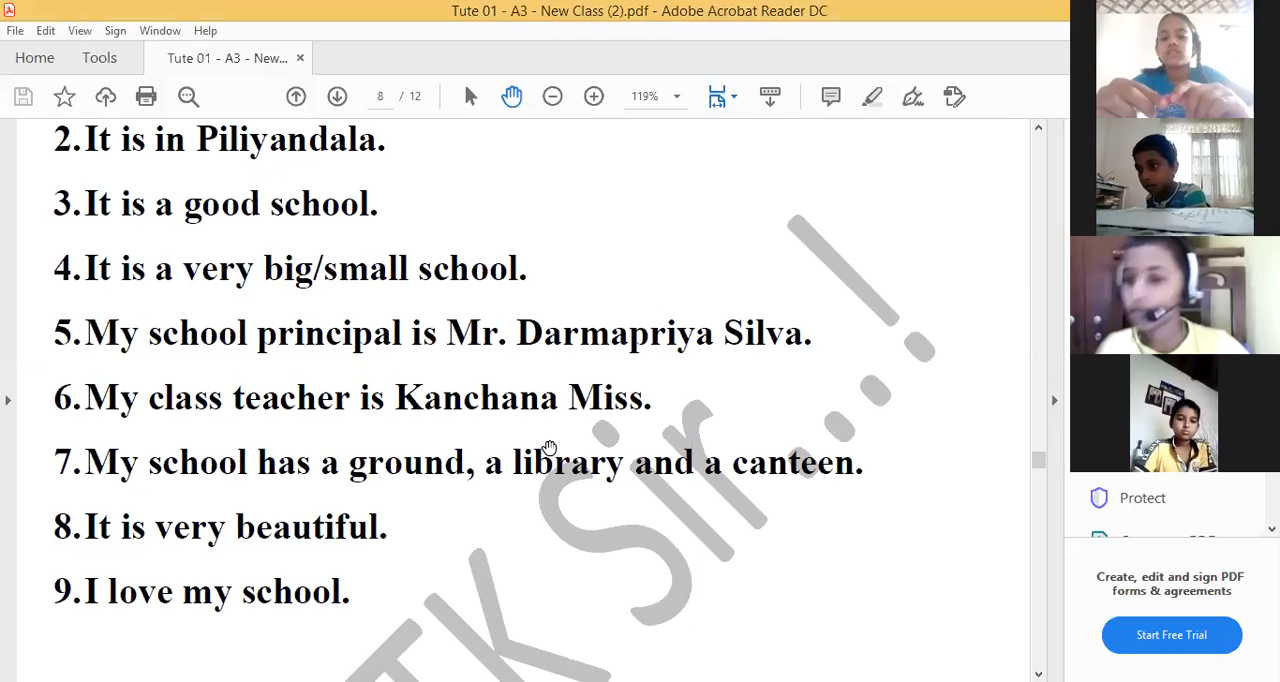 Tute 01 - A3 - New Class (2).pdf - Adobe Acrobat Reader DC
File Edit View Sign Window Help
Home Tools Tute 01 - A3 - New... ×
8 / 12 119%
2.It is in Piliyandala.
3.It is a good school.
4.It is a very big/small school.
5.My school principal is Mr. Darmapriya Silva.
6.My class teacher is Kanchana Miss.
7.My school has a ground, a library and a canteen.
8.It is very beautiful.
9.I love my school.
TK Sir...!
Protect
Create, edit and sign PDF
forms & agreements
Start Free Trial